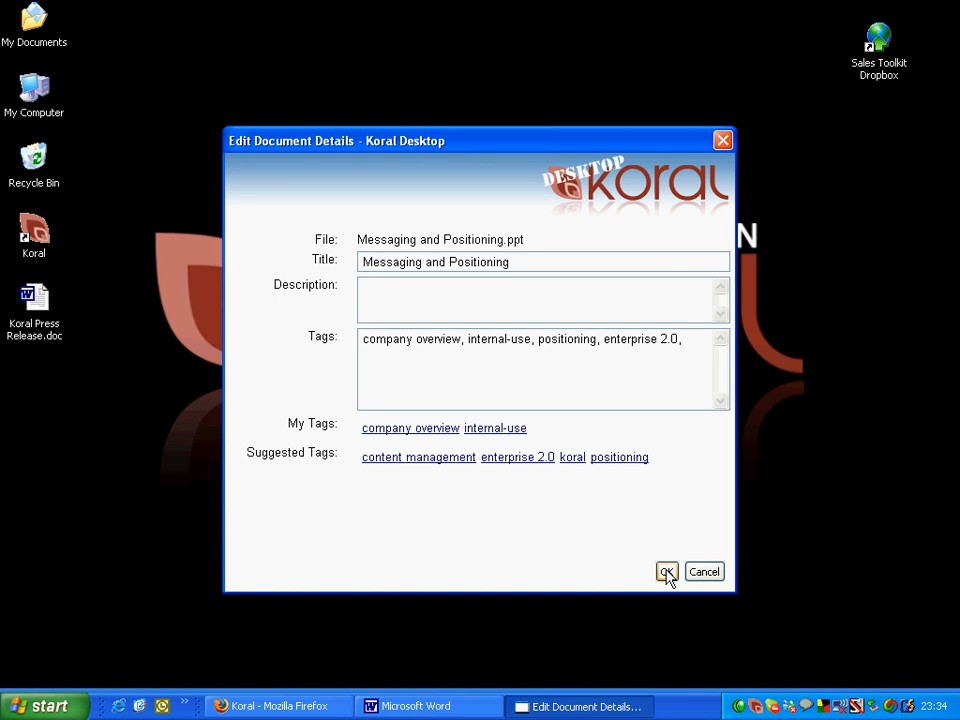 My Documents
My Computer
Recycle Bin
Koral
Koral Press
Release.doc
Sales Toolkit
Dropbox
N
Edit Document Details - Koral Desktop
DESKTOP
koral
File: Messaging and Positioning.ppt
Title: Messaging and Positioning
Description:
Tags: company overview, internal-use, positioning, enterprise 2.0,
My Tags: company overview internal-use
Suggested Tags: content management enterprise 2.0 koral positioning
OK Cancel
start
Koral - Mozilla Firefox
Microsoft Word
Edit Document Details...
23:34